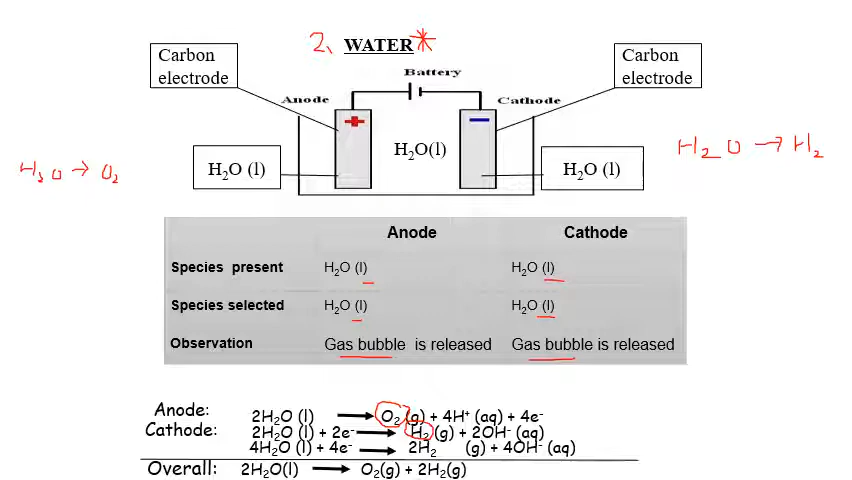 2. WATER*
Carbon electrode
Carbon electrode
Battery
Anode
Cathode
+
−
H₂O(l)
H₂O (l)
H₂O (l)
H₂O → O₂
H₂O → H₂
Anode Cathode
Species present H₂O (l) H₂O (l)
Species selected H₂O (l) H₂O (l)
Observation Gas bubble is released Gas bubble is released
Anode: 2H₂O (l) → O₂ (g) + 4H⁺ (aq) + 4e⁻
Cathode: 2H₂O (l) + 2e⁻ → H₂ (g) + 2OH⁻ (aq)
4H₂O (l) + 4e⁻ → 2H₂ (g) + 4OH⁻ (aq)
Overall: 2H₂O(l) → O₂(g) + 2H₂(g)